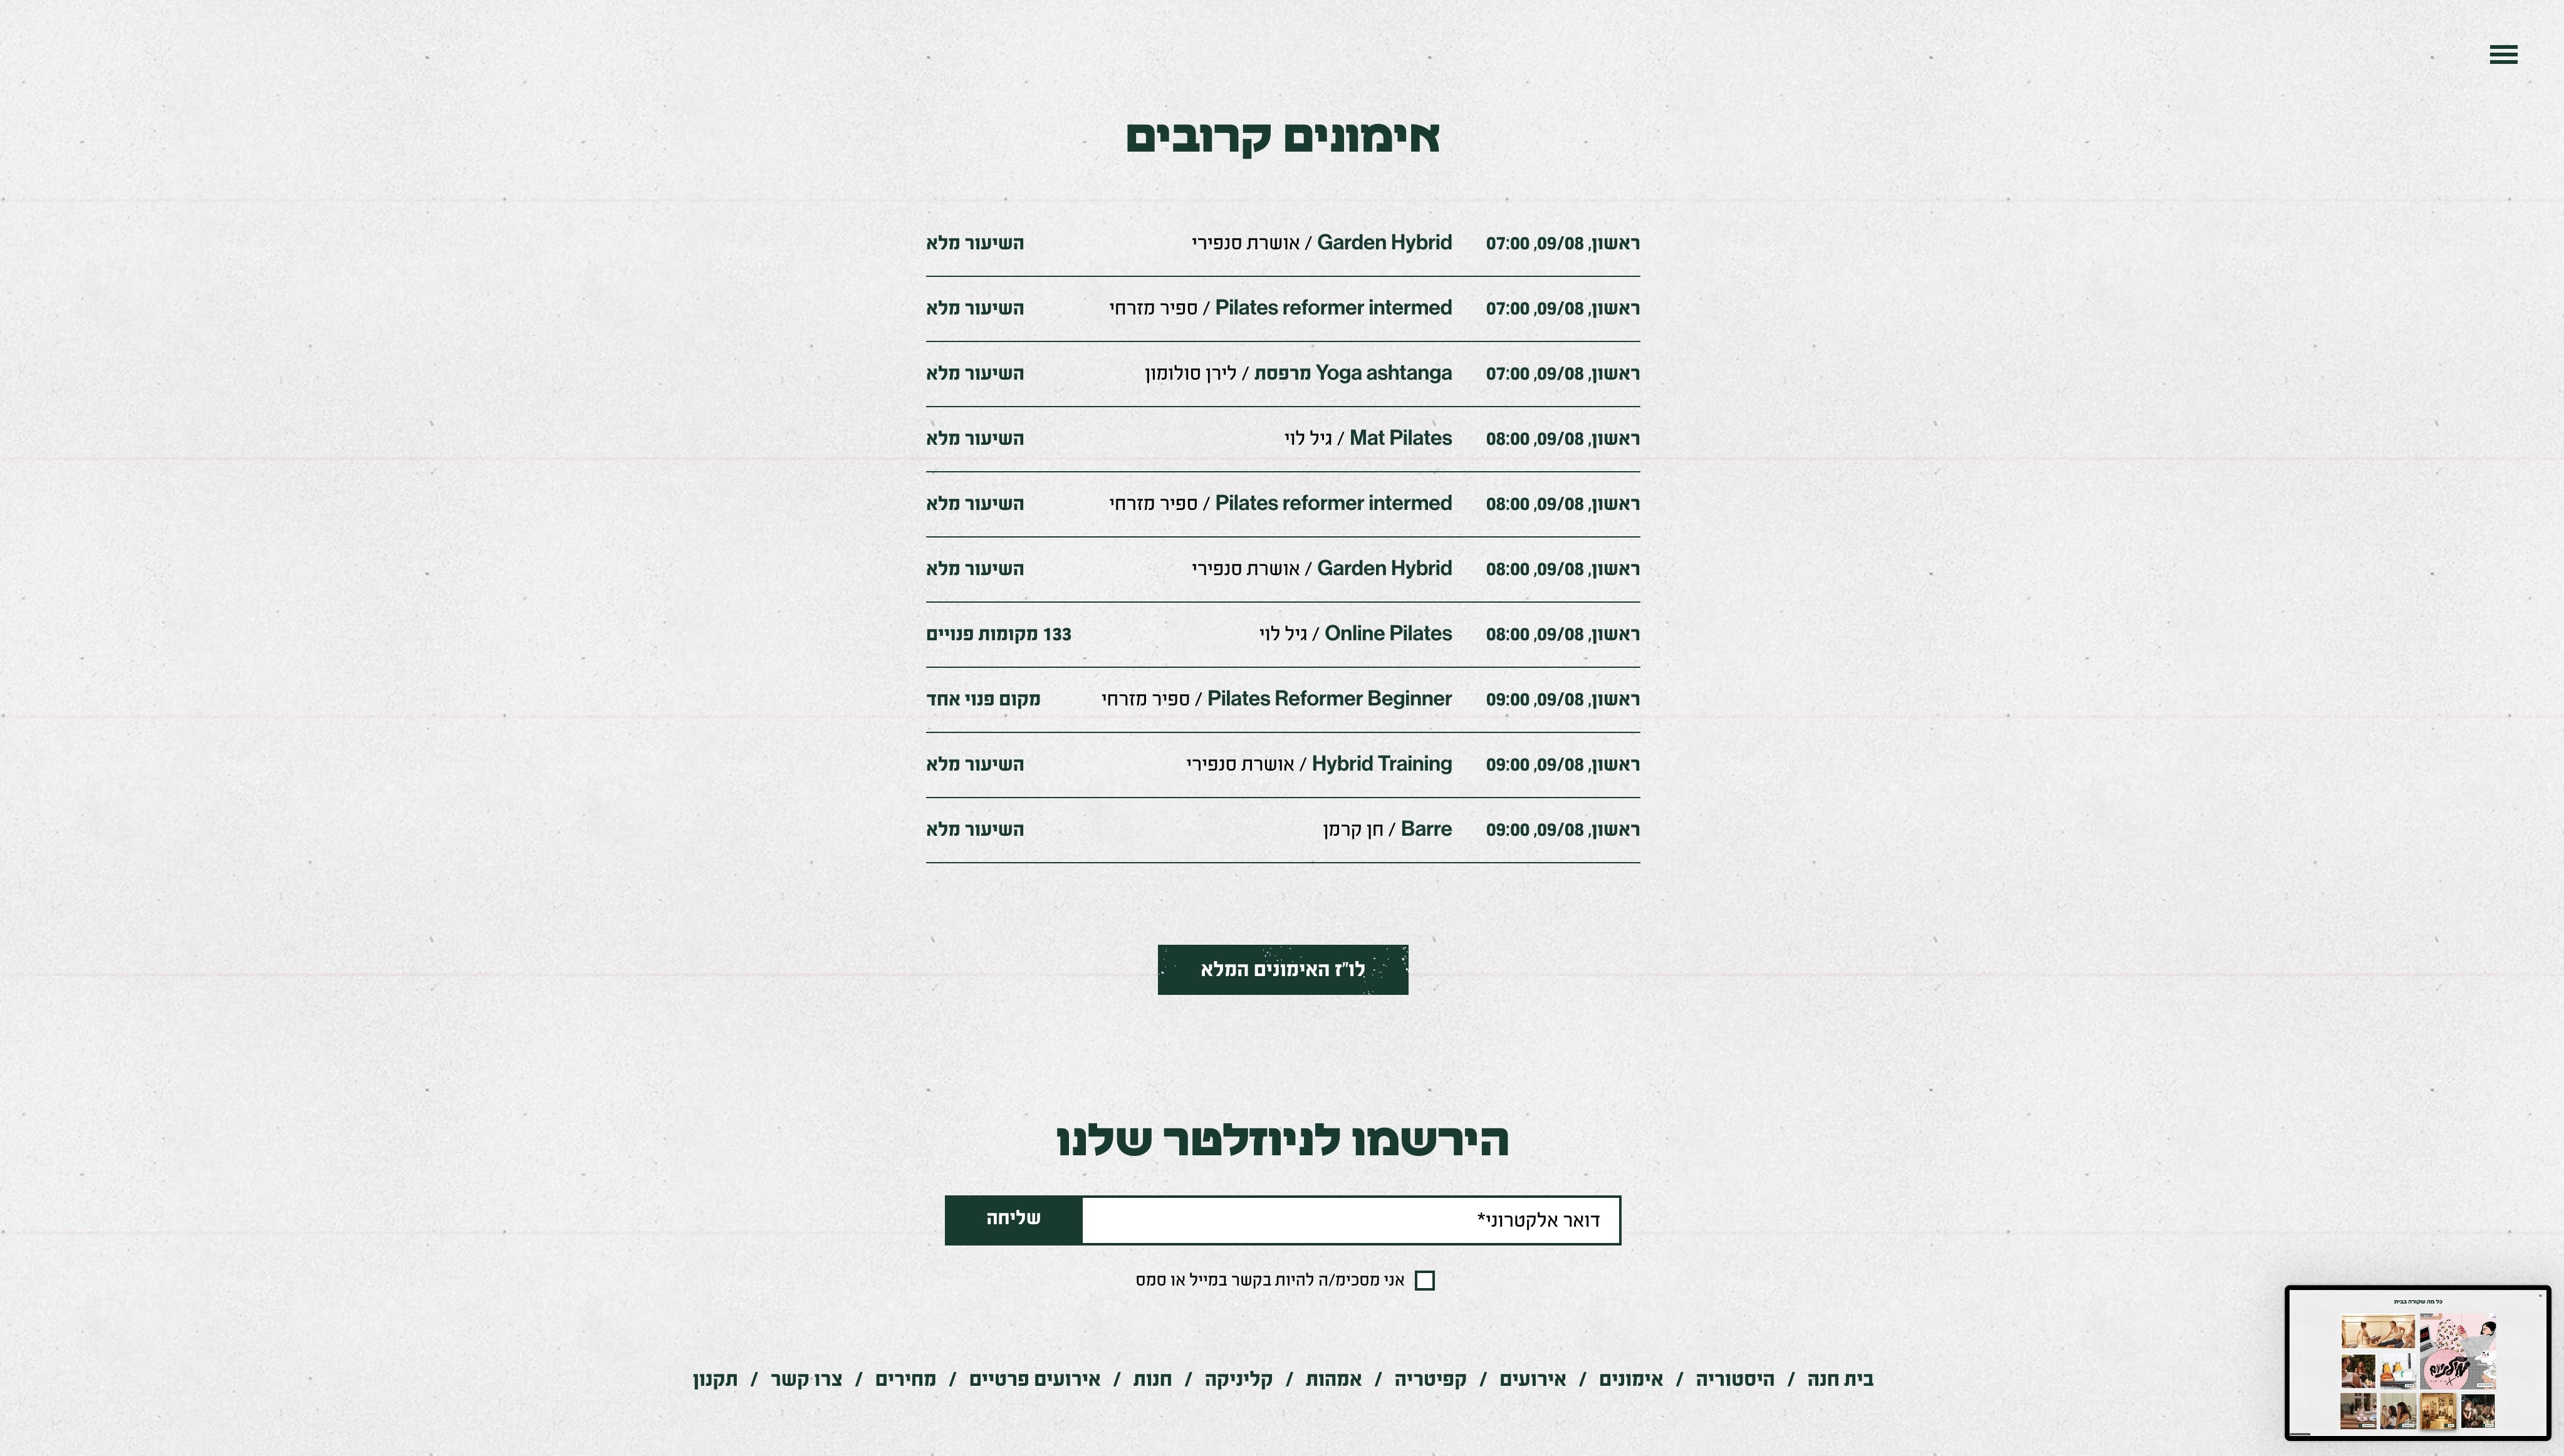 אימונים קרובים
ראשון, 09/08, 07:00 Garden Hybrid / אושרת סנפירי השיעור מלא
ראשון, 09/08, 07:00 Pilates reformer intermed / ספיר מזרחי השיעור מלא
ראשון, 09/08, 07:00 Yoga ashtanga מרפסת / לירן סולומון השיעור מלא
ראשון, 09/08, 08:00 Mat Pilates / גיל לוי השיעור מלא
ראשון, 09/08, 08:00 Pilates reformer intermed / ספיר מזרחי השיעור מלא
ראשון, 09/08, 08:00 Garden Hybrid / אושרת סנפירי השיעור מלא
ראשון, 09/08, 08:00 Online Pilates / גיל לוי 133 מקומות פנויים
ראשון, 09/08, 09:00 Pilates Reformer Beginner / ספיר מזרחי מקום פנוי אחד
ראשון, 09/08, 09:00 Hybrid Training / אושרת סנפירי השיעור מלא
ראשון, 09/08, 09:00 Barre / חן קרמן השיעור מלא
לו"ז האימונים המלא
הירשמו לניוזלטר שלנו
דואר אלקטרוני*
שליחה
אני מסכימ/ה להיות בקשר במייל או סמס
כל מה שקורה בבית
בית חנה / היסטוריה / אימונים / אירועים / קפיטריה / אמהות / קליניקה / חנות / אירועים פרטיים / מחירים / צרו קשר / תקנון